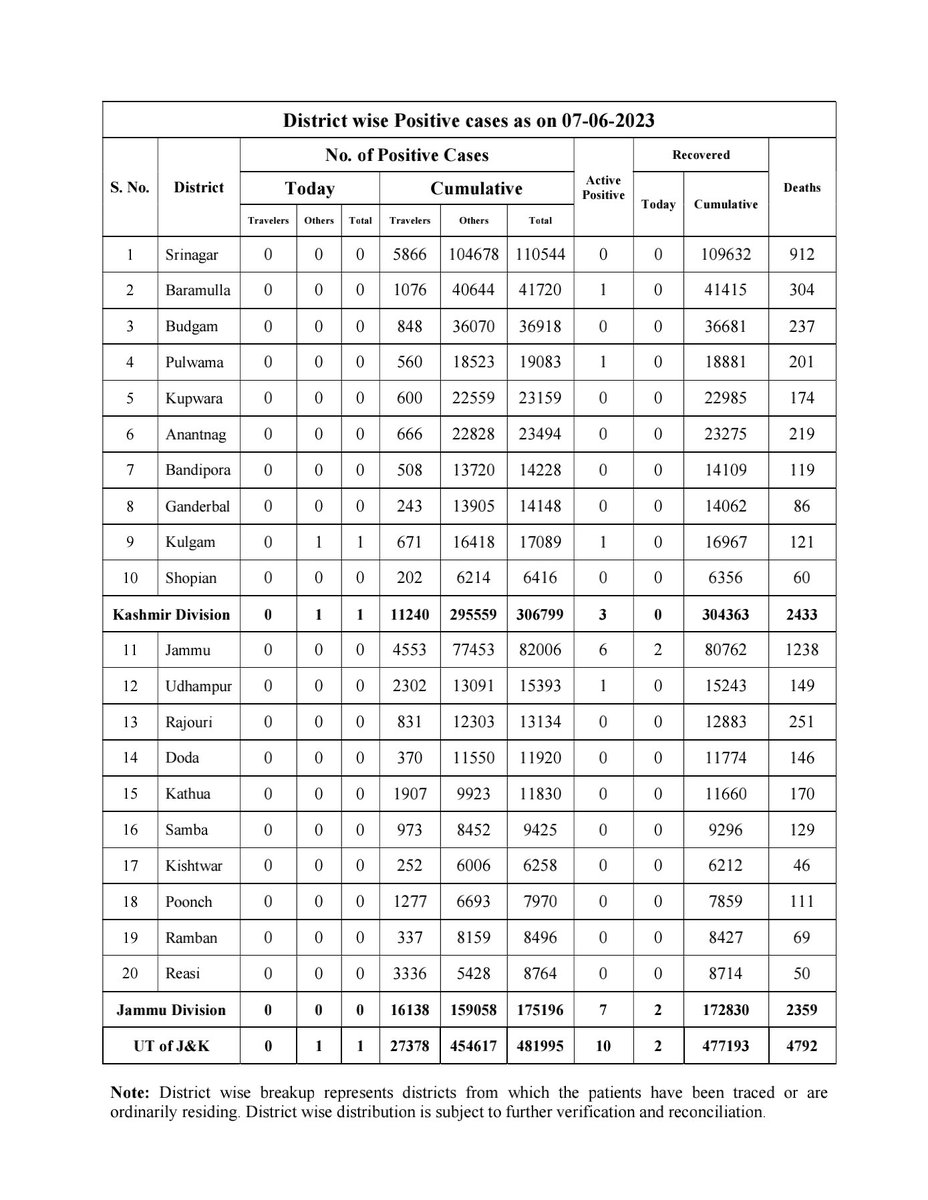 District wise Positive cases as on 07-06-2023
S. No. District No. of Positive Cases Active Positive Recovered Deaths
Today Cumulative Today Cumulative
Travelers Others Total Travelers Others Total
1 Srinagar 0 0 0 5866 104678 110544 0 0 109632 912
2 Baramulla 0 0 0 1076 40644 41720 1 0 41415 304
3 Budgam 0 0 0 848 36070 36918 0 0 36681 237
4 Pulwama 0 0 0 560 18523 19083 1 0 18881 201
5 Kupwara 0 0 0 600 22559 23159 0 0 22985 174
6 Anantnag 0 0 0 666 22828 23494 0 0 23275 219
7 Bandipora 0 0 0 508 13720 14228 0 0 14109 119
8 Ganderbal 0 0 0 243 13905 14148 0 0 14062 86
9 Kulgam 0 1 1 671 16418 17089 1 0 16967 121
10 Shopian 0 0 0 202 6214 6416 0 0 6356 60
Kashmir Division 0 1 1 11240 295559 306799 3 0 304363 2433
11 Jammu 0 0 0 4553 77453 82006 6 2 80762 1238
12 Udhampur 0 0 0 2302 13091 15393 1 0 15243 149
13 Rajouri 0 0 0 831 12303 13134 0 0 12883 251
14 Doda 0 0 0 370 11550 11920 0 0 11774 146
15 Kathua 0 0 0 1907 9923 11830 0 0 11660 170
16 Samba 0 0 0 973 8452 9425 0 0 9296 129
17 Kishtwar 0 0 0 252 6006 6258 0 0 6212 46
18 Poonch 0 0 0 1277 6693 7970 0 0 7859 111
19 Ramban 0 0 0 337 8159 8496 0 0 8427 69
20 Reasi 0 0 0 3336 5428 8764 0 0 8714 50
Jammu Division 0 0 0 16138 159058 175196 7 2 172830 2359
UT of J&K 0 1 1 27378 454617 481995 10 2 477193 4792
Note: District wise breakup represents districts from which the patients have been traced or are
ordinarily residing. District wise distribution is subject to further verification and reconciliation.